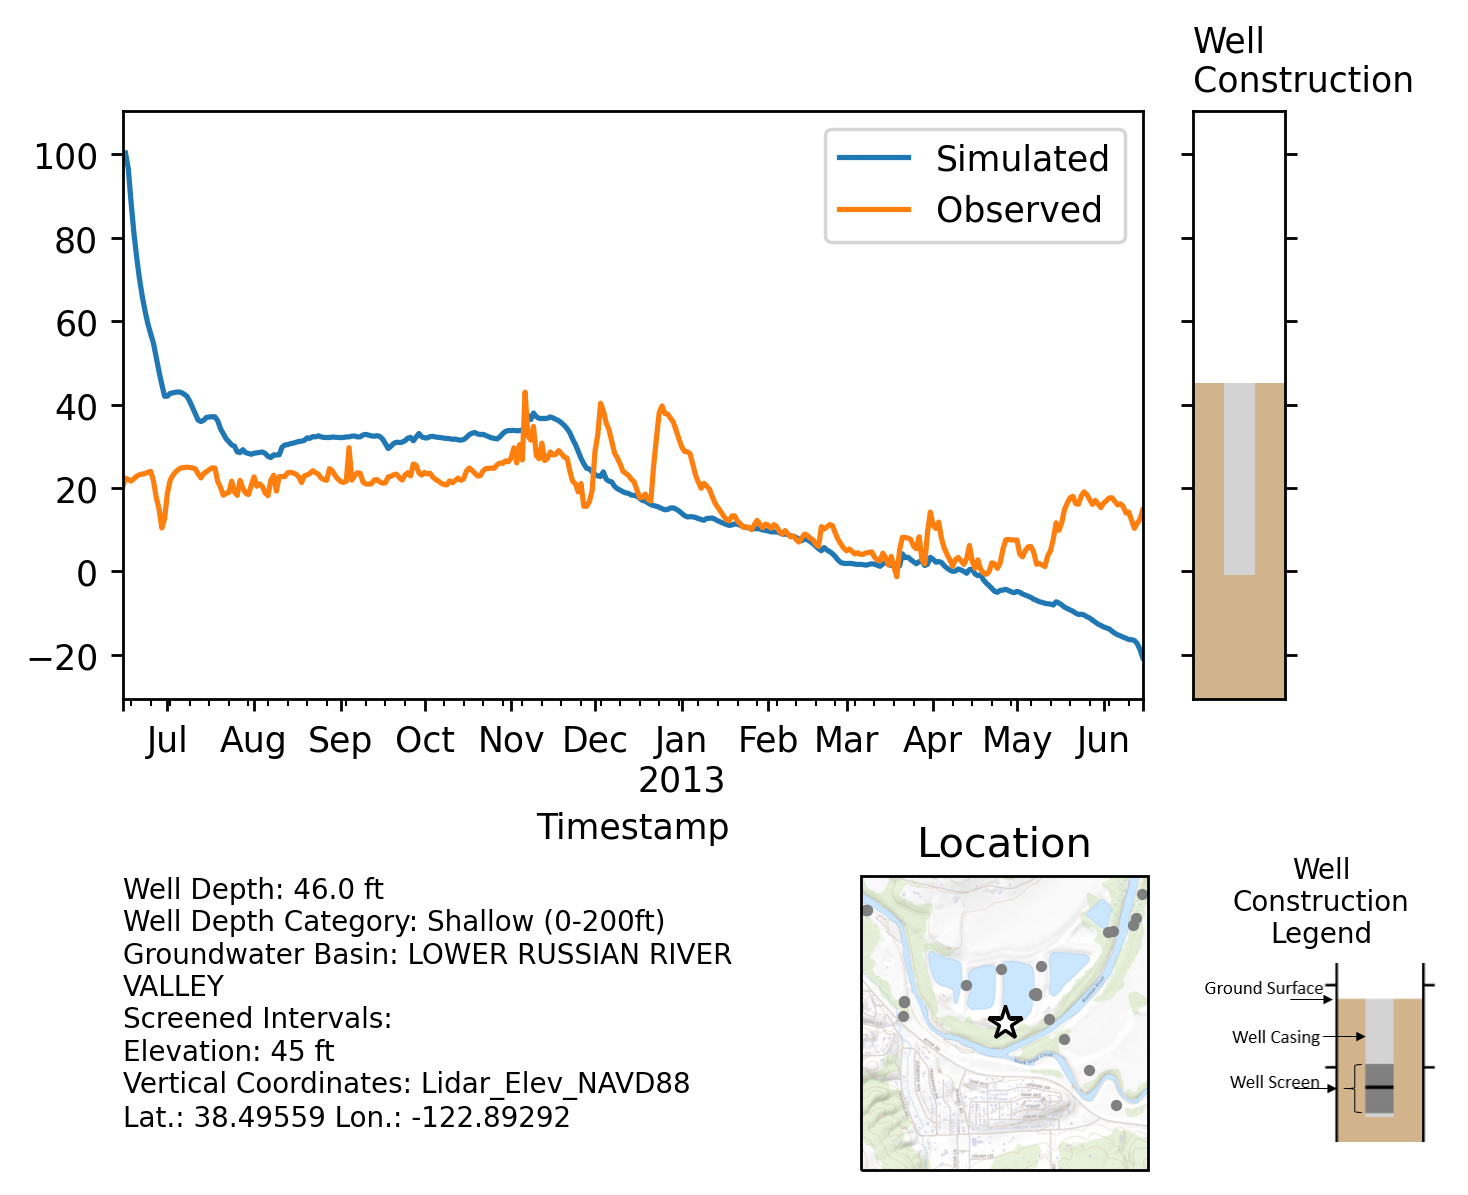 Well
Construction
100
80
60
40
20
0
−20
Simulated
Observed
Jul Aug Sep Oct Nov Dec Jan Feb Mar Apr May Jun
2013
Timestamp
Well Depth: 46.0 ft
Well Depth Category: Shallow (0-200ft)
Groundwater Basin: LOWER RUSSIAN RIVER
VALLEY
Screened Intervals:
Elevation: 45 ft
Vertical Coordinates: Lidar_Elev_NAVD88
Lat.: 38.49559 Lon.: -122.89292
Location
Well
Construction
Legend
Ground Surface
Well Casing
Well Screen